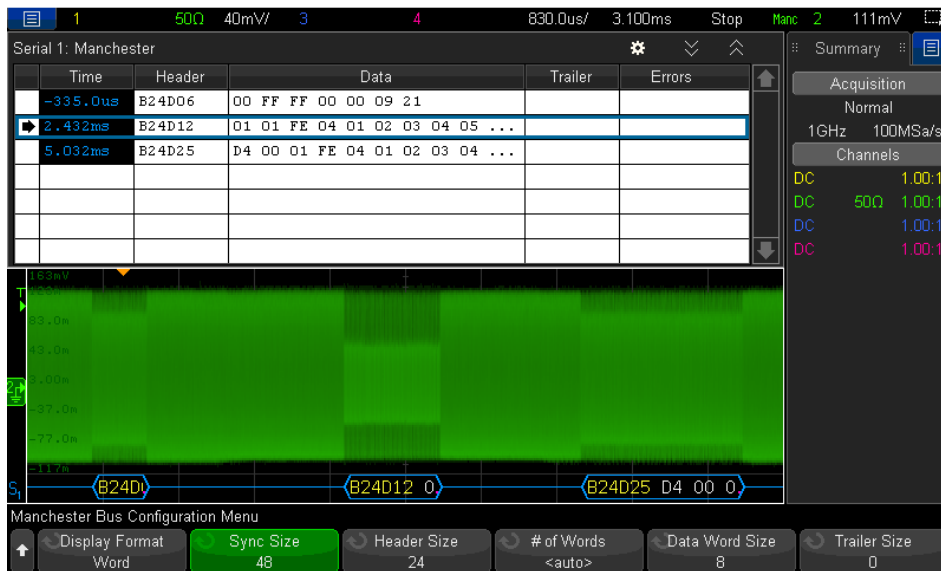 1 50Ω 40mV/ 3 4 830.0us/ 3.100ms Stop Manc 2 111mV
Serial 1: Manchester
Summary
Time Header Data Trailer Errors
-335.0us B24D06 00 FF FF 00 00 09 21
2.432ms B24D12 01 01 FE 04 01 02 03 04 05 ...
5.032ms B24D25 D4 00 01 FE 04 01 02 03 04 ...
Acquisition
Normal
1GHz 100MSa/s
Channels
DC 1.00:1
DC 50Ω 1.00:1
DC 1.00:1
DC 1.00:1
163mV
T
83.0m
43.0m
3.00m
2
-37.0m
-77.0m
-117m
S1 B24D B24D12 0 B24D25 D4 00 0
Manchester Bus Configuration Menu
Display Format Sync Size Header Size # of Words Data Word Size Trailer Size
Word 48 24 <auto> 8 0